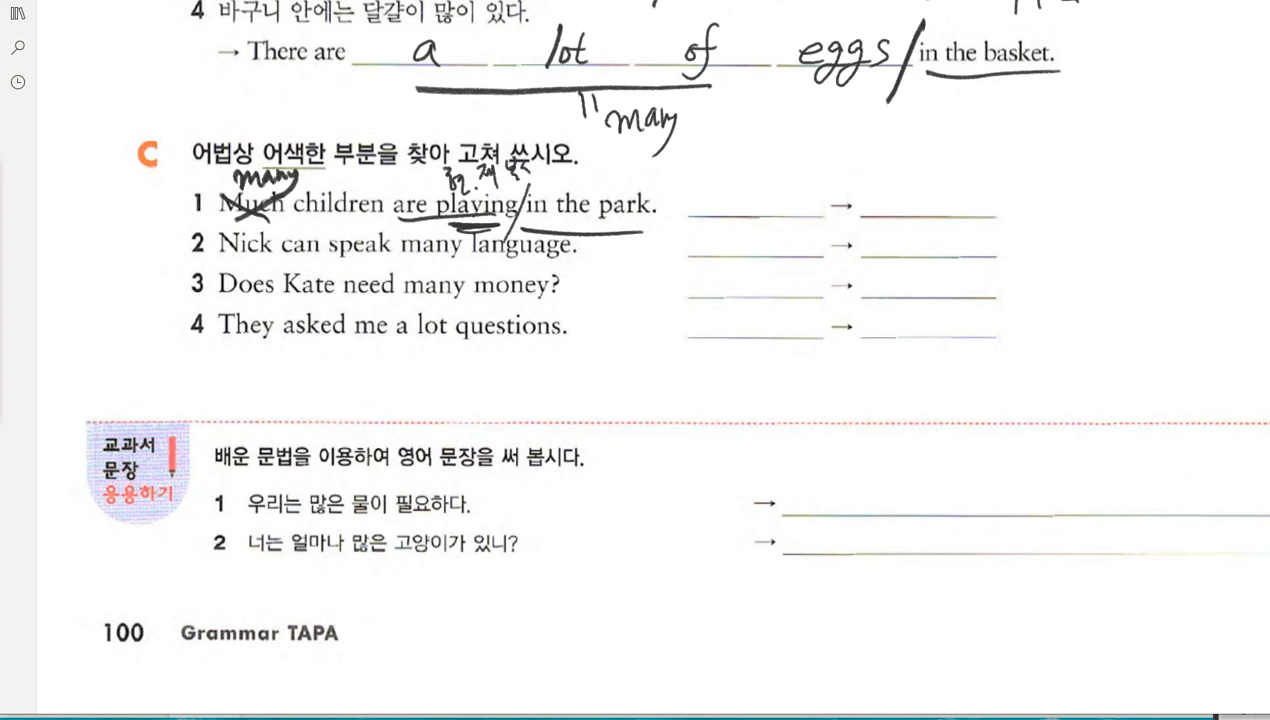 4 바구니 안에는 달걀이 많이 있다.
→ There are a lot of eggs / in the basket.
many
C 어법상 어색한 부분을 찾아 고쳐 쓰시오.
many
1 Much children are playing / in the park. →
2 Nick can speak many language. →
3 Does Kate need many money? →
4 They asked me a lot questions. →
교과서
문장
응용하기
배운 문법을 이용하여 영어 문장을 써 봅시다.
1 우리는 많은 물이 필요하다. →
2 너는 얼마나 많은 고양이가 있니? →
100 Grammar TAPA